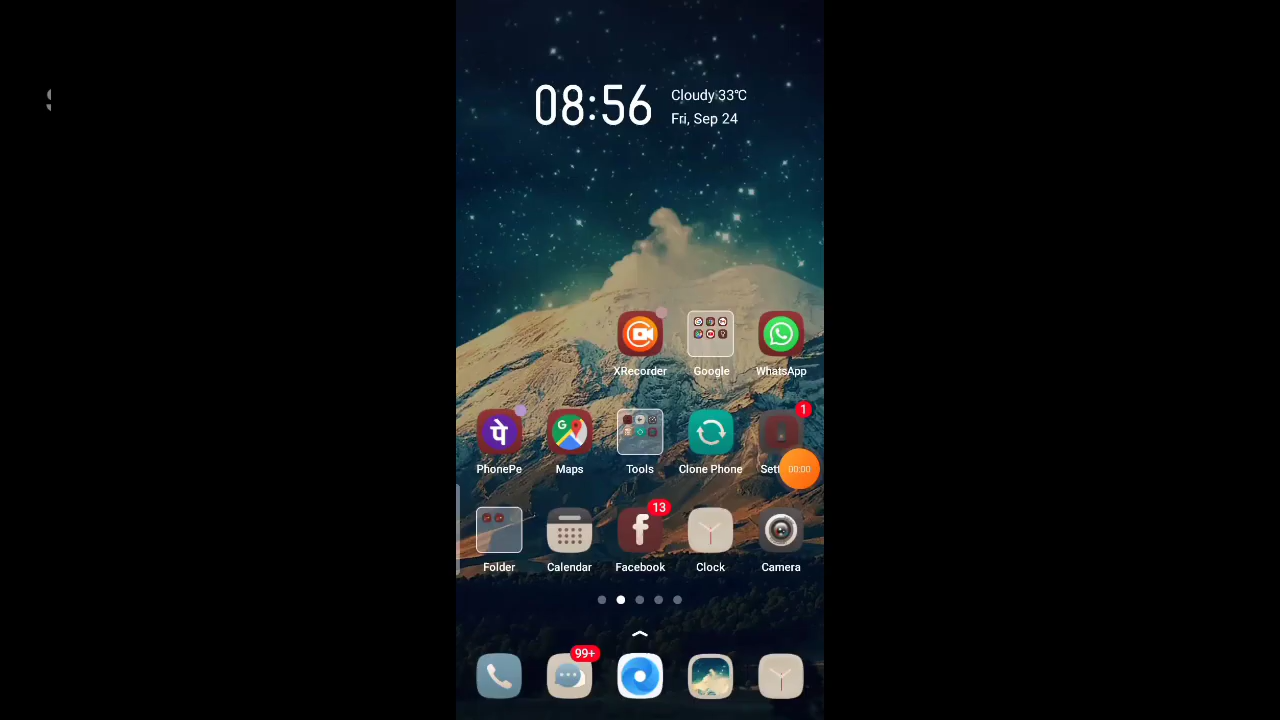 08:56
Cloudy 33℃
Fri, Sep 24
XRecorder
Google
WhatsApp
पे
G
1
PhonePe
Maps
Tools
Clone Phone
Sett
00:00
f
13
Folder
Calendar
Facebook
Clock
Camera
99+